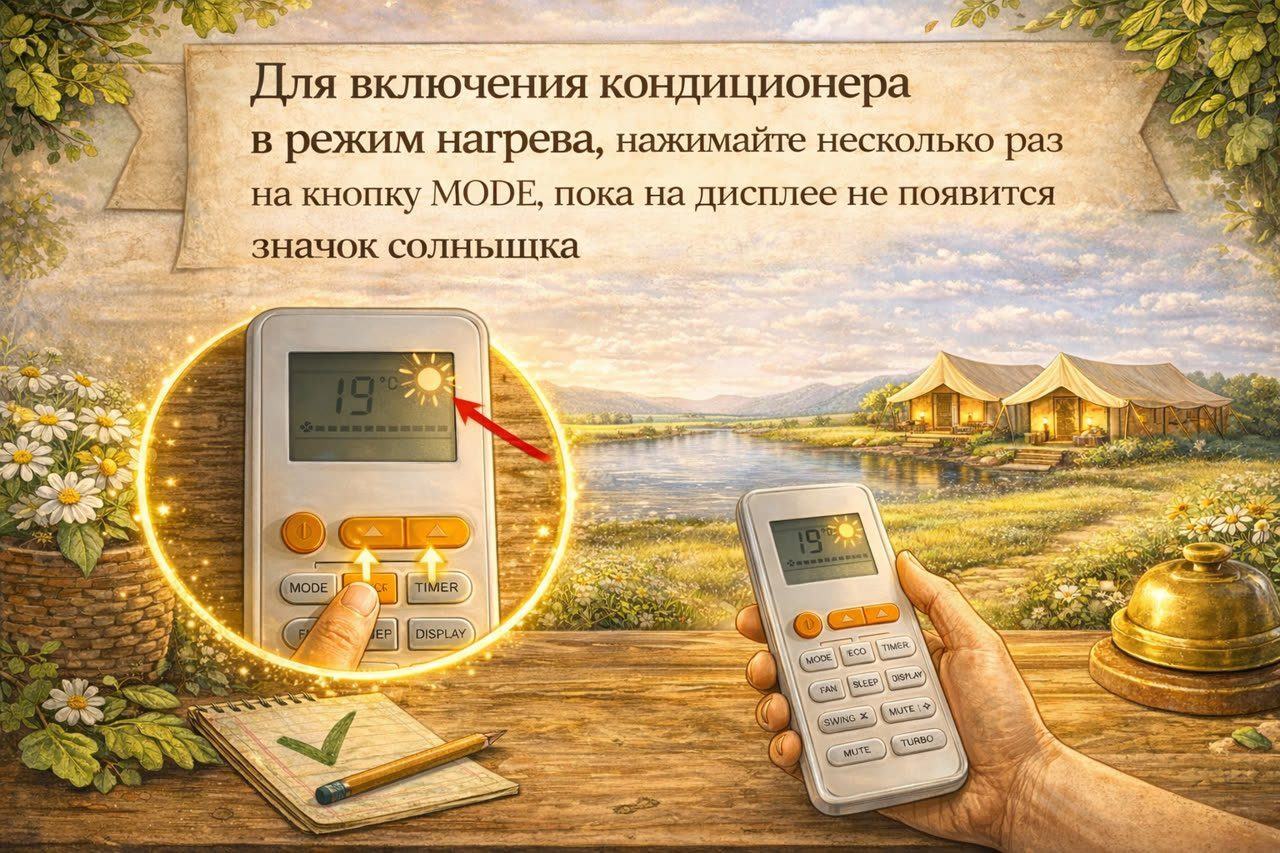 Для включения кондиционера
в режим нагрева, нажимайте несколько раз
на кнопку MODE, пока на дисплее не появится
значок солныщка
19°C
MODE
TIMER
DISPLAY
19°C
MODE ECO TIMER
FAN SLEEP DISPLAY
SWING MUTE
MUTE TURBO